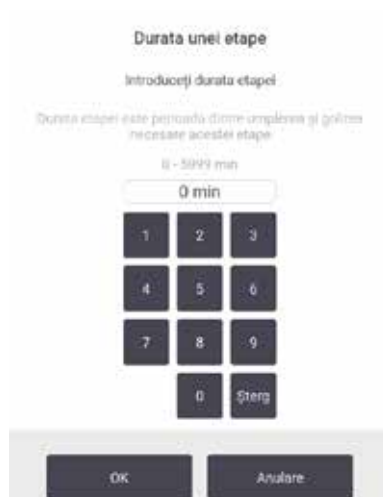 Durata unei etape
Introduceți durata etapei
Durata etapei este perioada dintre umplerea și golirea
necesare acestei etape
0 - 5999 min
0 min
1 2 3
4 5 6
7 8 9
0 Șterg
OK Anulare